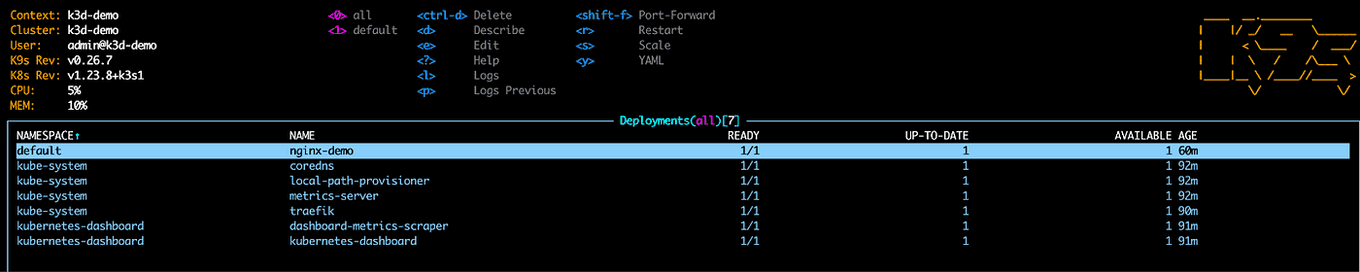 Context: k3d-demo <0> all <ctrl-d> Delete <shift-f> Port-Forward
Cluster: k3d-demo <1> default <d> Describe <r> Restart
User: admin@k3d-demo <e> Edit <s> Scale
K9s Rev: v0.26.7 <?> Help <y> YAML
K8s Rev: v1.23.8+k3s1 <l> Logs
CPU: 5% <p> Logs Previous
MEM: 10%
Deployments(all)[7]
NAMESPACE↑ NAME READY UP-TO-DATE AVAILABLE AGE
default nginx-demo 1/1 1 1 60m
kube-system coredns 1/1 1 1 92m
kube-system local-path-provisioner 1/1 1 1 92m
kube-system metrics-server 1/1 1 1 92m
kube-system traefik 1/1 1 1 90m
kubernetes-dashboard dashboard-metrics-scraper 1/1 1 1 91m
kubernetes-dashboard kubernetes-dashboard 1/1 1 1 91m